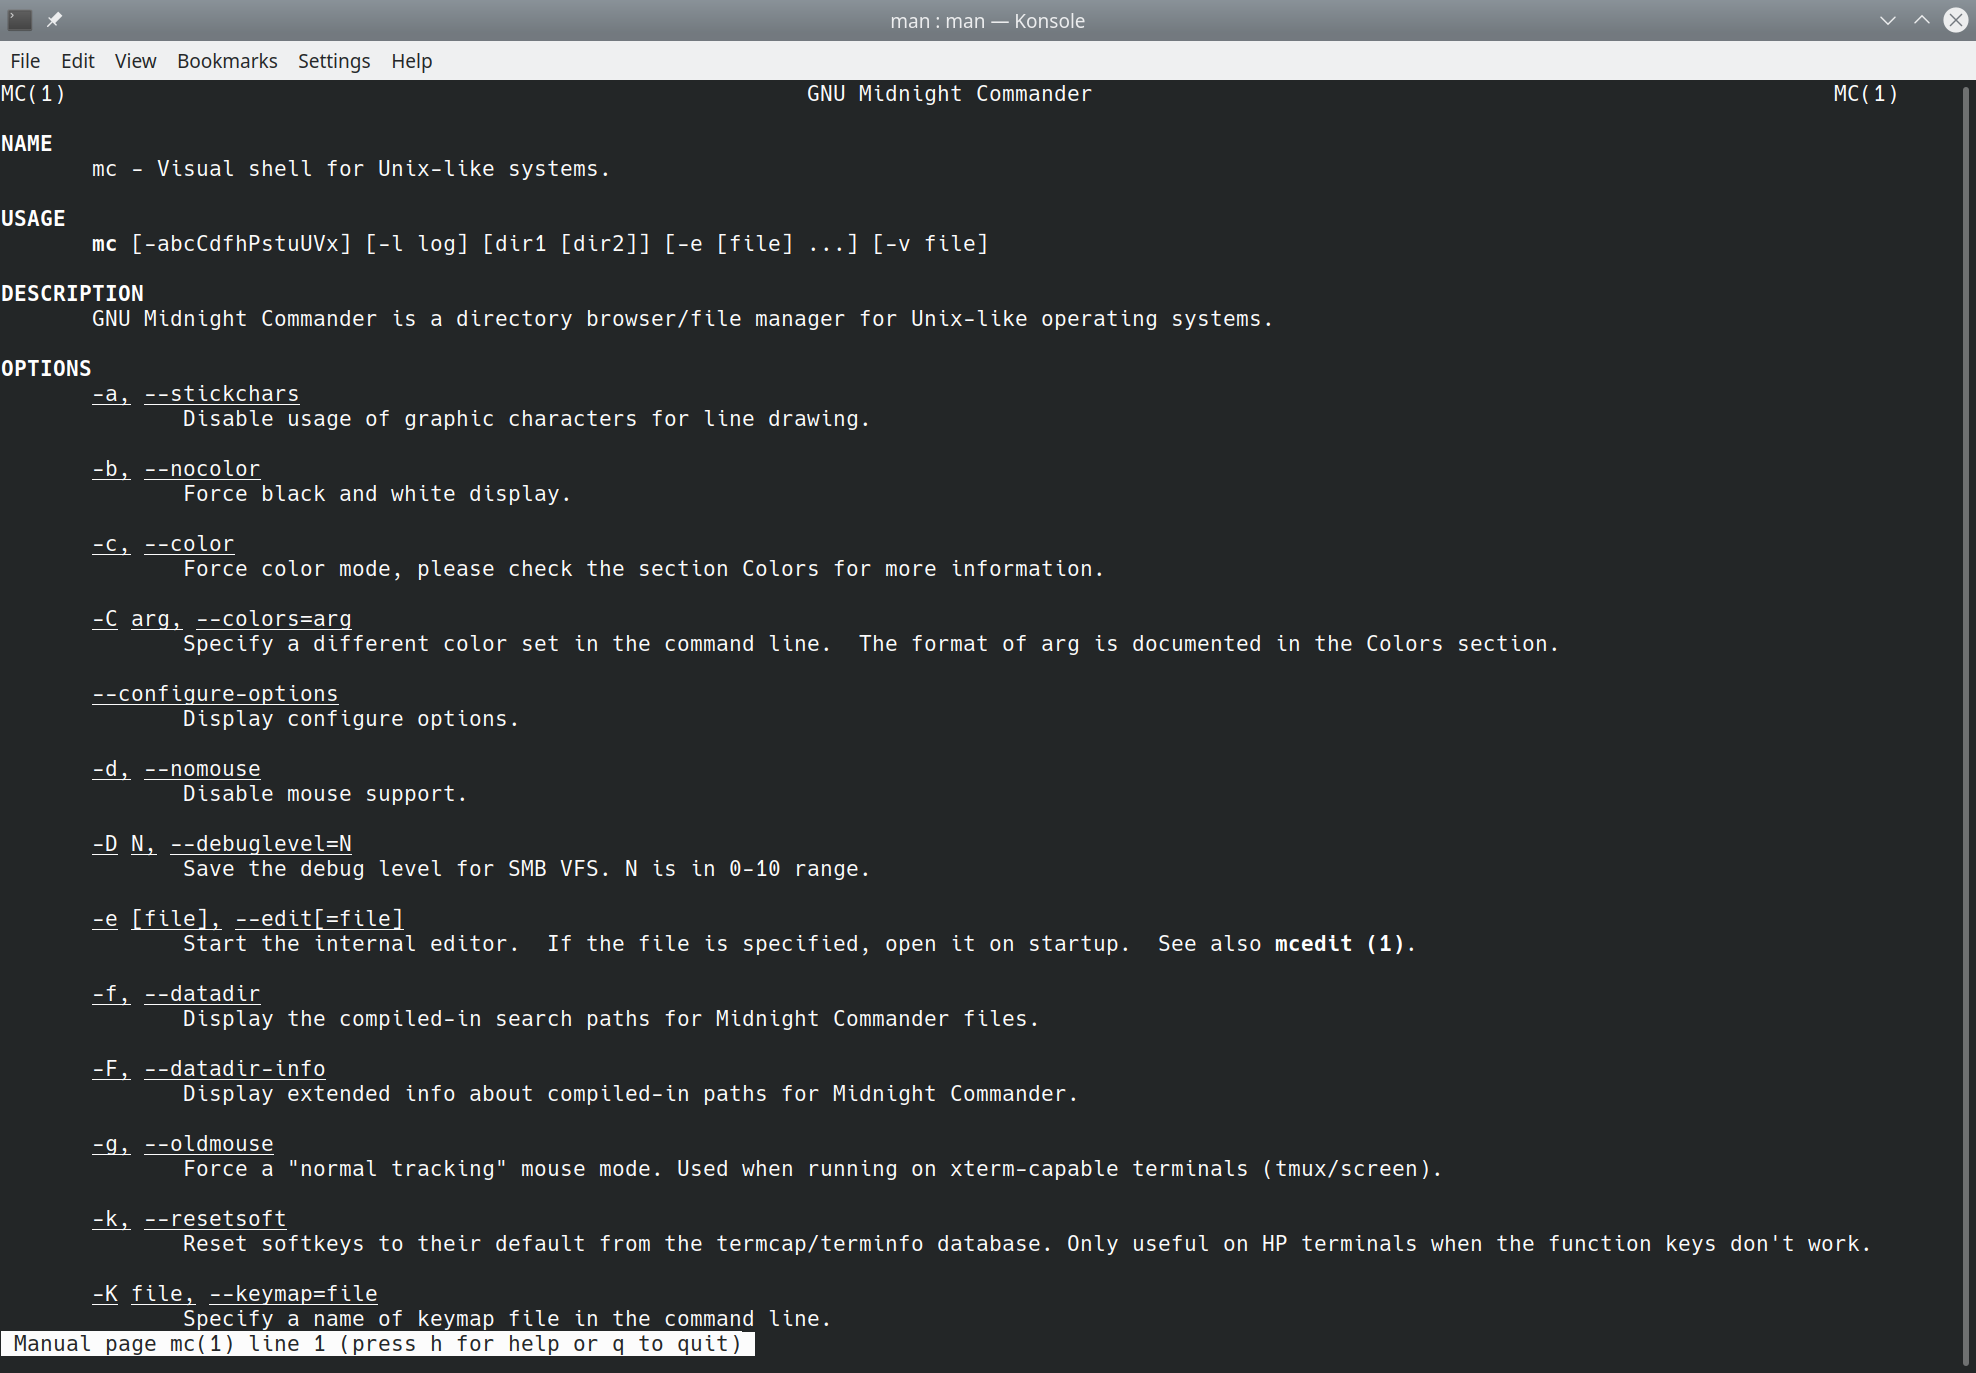 man : man — Konsole
File Edit View Bookmarks Settings Help
MC(1) GNU Midnight Commander MC(1)
NAME
mc - Visual shell for Unix-like systems.
USAGE
mc [-abcCdfhPstuUVx] [-l log] [dir1 [dir2]] [-e [file] ...] [-v file]
DESCRIPTION
GNU Midnight Commander is a directory browser/file manager for Unix-like operating systems.
OPTIONS
-a, --stickchars
Disable usage of graphic characters for line drawing.
-b, --nocolor
Force black and white display.
-c, --color
Force color mode, please check the section Colors for more information.
-C arg, --colors=arg
Specify a different color set in the command line.  The format of arg is documented in the Colors section.
--configure-options
Display configure options.
-d, --nomouse
Disable mouse support.
-D N, --debuglevel=N
Save the debug level for SMB VFS. N is in 0-10 range.
-e [file], --edit[=file]
Start the internal editor.  If the file is specified, open it on startup.  See also mcedit (1).
-f, --datadir
Display the compiled-in search paths for Midnight Commander files.
-F, --datadir-info
Display extended info about compiled-in paths for Midnight Commander.
-g, --oldmouse
Force a "normal tracking" mouse mode. Used when running on xterm-capable terminals (tmux/screen).
-k, --resetsoft
Reset softkeys to their default from the termcap/terminfo database. Only useful on HP terminals when the function keys don't work.
-K file, --keymap=file
Specify a name of keymap file in the command line.
Manual page mc(1) line 1 (press h for help or q to quit)